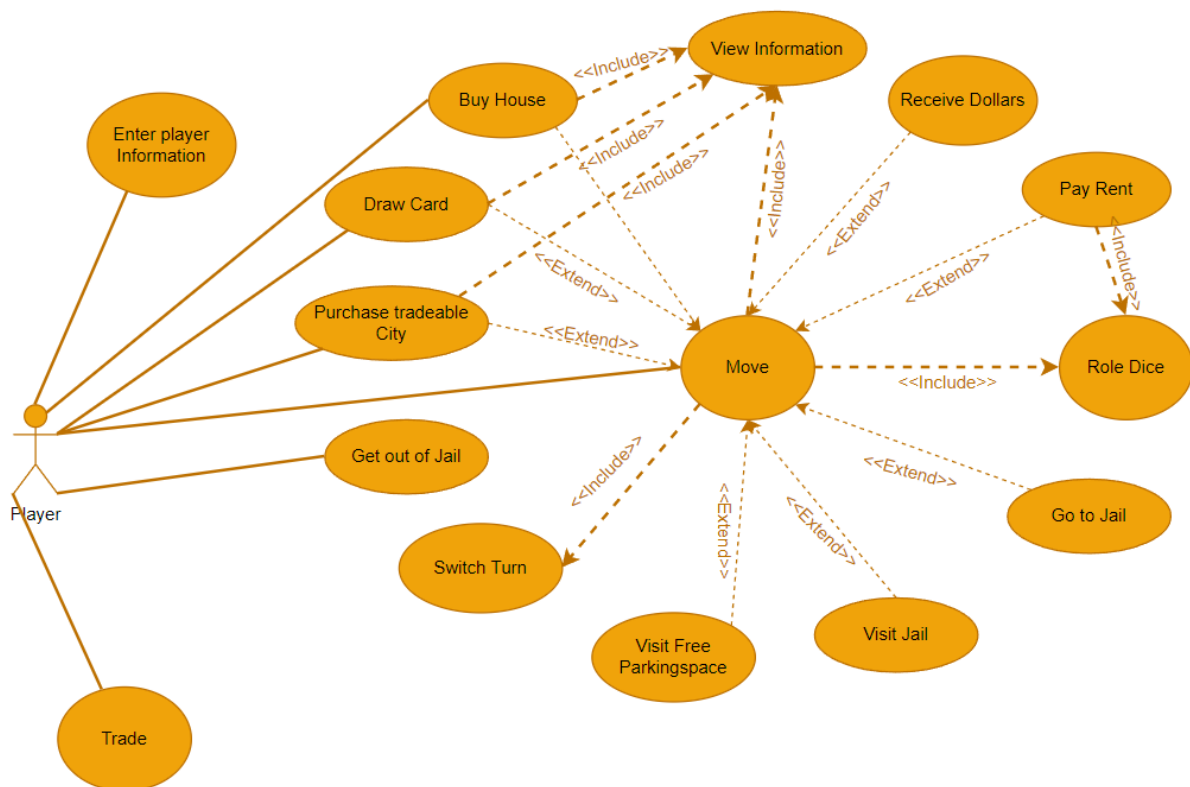 View Information
<<Include>>
Buy House
Receive Dollars
Enter player
Information
<<Include>>
<<Include>>
<<Include>>
Pay Rent
Draw Card
<<Extend>>
<<Include>>
<<Extend>>
<<Extend>>
Purchase tradeable
City
<<Extend>>
Move
Role Dice
<<Include>>
Get out of Jail
<<Include>>
<<Extend>>
Player
<<Extend>>
<<Extend>>
Go to Jail
Switch Turn
Visit Jail
Visit Free
Parkingspace
Trade